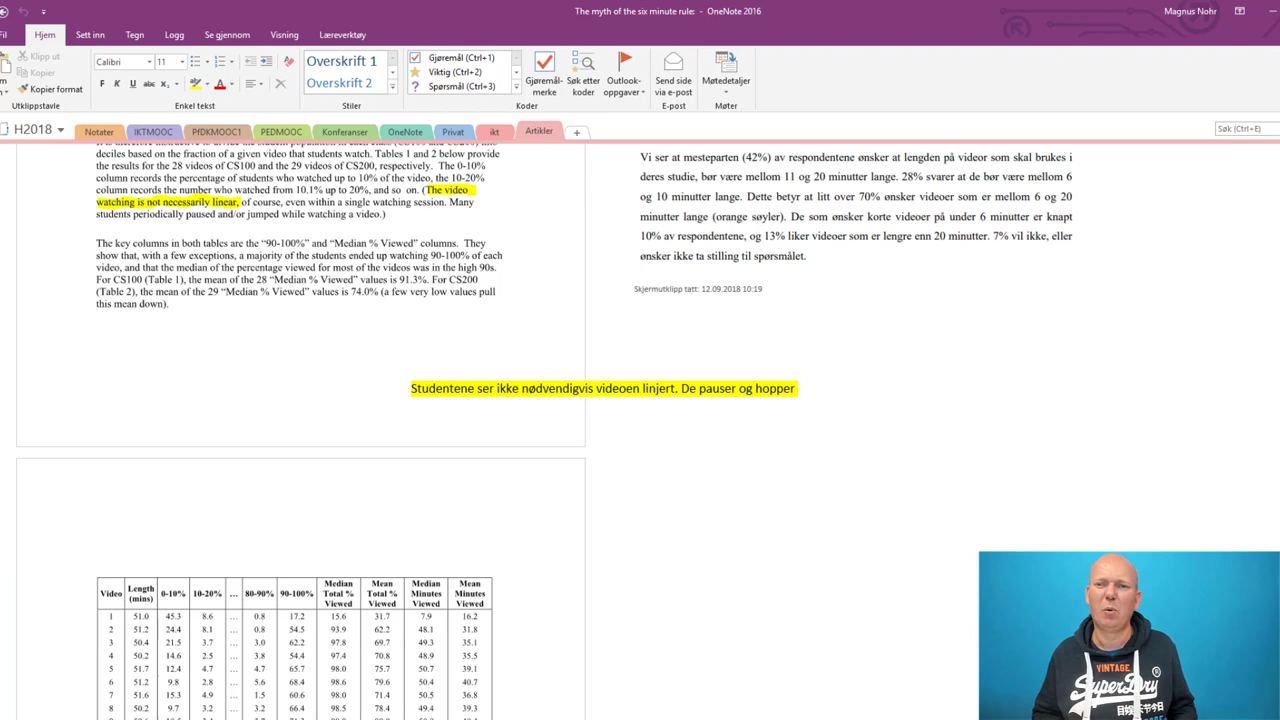 The myth of the six minute rule: - OneNote 2016
Magnus Nohr
Fil
Hjem
Sett inn
Tegn
Logg
Se gjennom
Visning
Læreverktøy
Klipp ut
Kopier
Kopier format
Utklippstavle
Calibri
11
F K U abc x
A
Enkel tekst
Overskrift 1
Overskrift 2
Stiler
Gjøremål (Ctrl+1)
Viktig (Ctrl+2)
Spørsmål (Ctrl+3)
Gjøremål-
merke
Søk etter
koder
Outlook-
oppgaver
Koder
Send side
via e-post
E-post
Møtedetaljer
Møter
H2018
Notater
IKTMOOC
PfDKMOOC1
PEDMOOC
Konferanser
OneNote
Privat
ikt
Artikler
+
Søk (Ctrl+E)
deciles based on the fraction of a given video that students watch. Tables 1 and 2 below provide
the results for the 28 videos of CS100 and the 29 videos of CS200, respectively. The 0-10%
column records the percentage of students who watched up to 10% of the video, the 10-20%
column records the number who watched from 10.1% up to 20%, and so on. (The video
watching is not necessarily linear, of course, even within a single watching session. Many
students periodically paused and/or jumped while watching a video.)
The key columns in both tables are the “90-100%” and “Median % Viewed” columns. They
show that, with a few exceptions, a majority of the students ended up watching 90-100% of each
video, and that the median of the percentage viewed for most of the videos was in the high 90s.
For CS100 (Table 1), the mean of the 28 “Median % Viewed” values is 91.3%. For CS200
(Table 2), the mean of the 29 “Median % Viewed” values is 74.0% (a few very low values pull
this mean down).
Vi ser at mesteparten (42%) av respondentene ønsker at lengden på videor som skal brukes i
deres studie, bør være mellom 11 og 20 minutter lange. 28% svarer at de bør være mellom 6
og 10 minutter lange. Dette betyr at litt over 70% ønsker videoer som er mellom 6 og 20
minutter lange (orange søyler). De som ønsker korte videoer på under 6 minutter er knapt
10% av respondentene, og 13% liker videoer som er lengre enn 20 minutter. 7% vil ikke, eller
ønsker ikke ta stilling til spørsmålet.
Skjermutklipp tatt: 12.09.2018 10:19
Studentene ser ikke nødvendigvis videoen linjert. De pauser og hopper
Video Length (mins) 0-10% 10-20% ... 80-90% 90-100% Median Total % Viewed Mean Total % Viewed Median Minutes Viewed Mean Minutes Viewed
1 51.0 45.3 8.6 ... 0.8 17.2 15.6 31.7 7.9 16.2
2 51.2 24.4 8.1 ... 0.8 54.5 93.9 62.2 48.1 31.8
3 50.4 21.5 3.7 ... 3.0 62.2 97.8 69.7 49.3 35.1
4 50.2 14.6 2.5 ... 3.8 54.4 97.4 70.8 48.9 35.5
5 51.7 12.4 4.7 ... 4.7 65.7 98.0 75.7 50.7 39.1
6 51.2 9.8 2.8 ... 5.6 68.4 98.6 79.6 50.4 40.7
7 51.6 15.3 4.9 ... 1.5 60.6 98.0 71.4 50.5 36.8
8 50.2 9.7 3.2 ... 3.2 66.4 98.5 78.4 49.4 39.3
VINTAGE
SuperDry